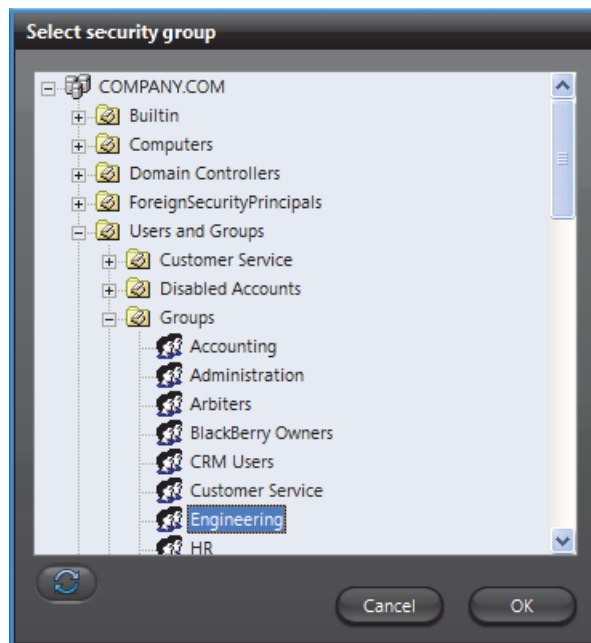 Select security group
COMPANY.COM
Builtin
Computers
Domain Controllers
ForeignSecurityPrincipals
Users and Groups
Customer Service
Disabled Accounts
Groups
Accounting
Administration
Arbiters
BlackBerry Owners
CRM Users
Customer Service
Engineering
HR
Cancel OK